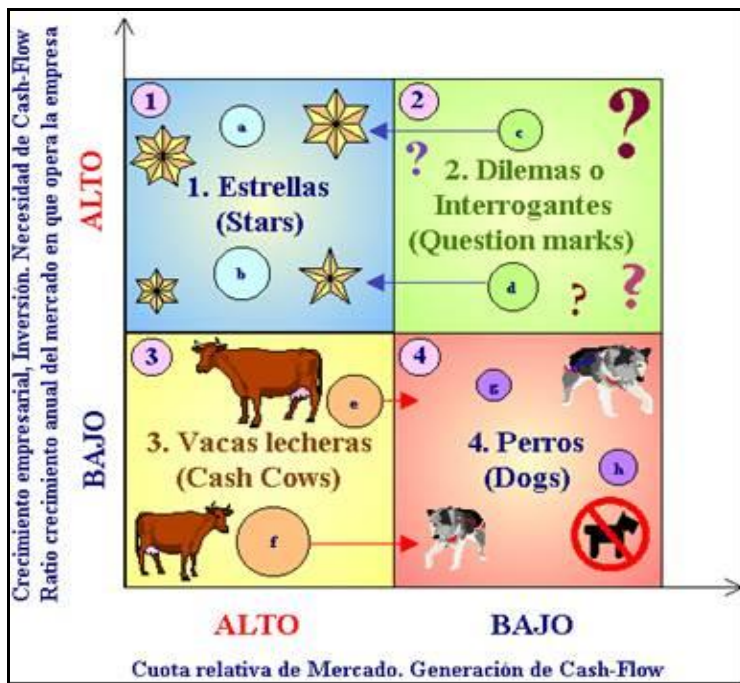 Crecimiento empresarial, Inversión. Necesidad de Cash-Flow
Ratio crecimiento anual del mercado en que opera la empresa
ALTO
BAJO
1
a
1. Estrellas
(Stars)
b
2
c
?
?
2. Dilemas o
Interrogantes
(Question marks)
d
?
?
3
e
3. Vacas lecheras
(Cash Cows)
f
4
g
4. Perros
(Dogs)
h
ALTO
BAJO
Cuota relativa de Mercado. Generación de Cash-Flow